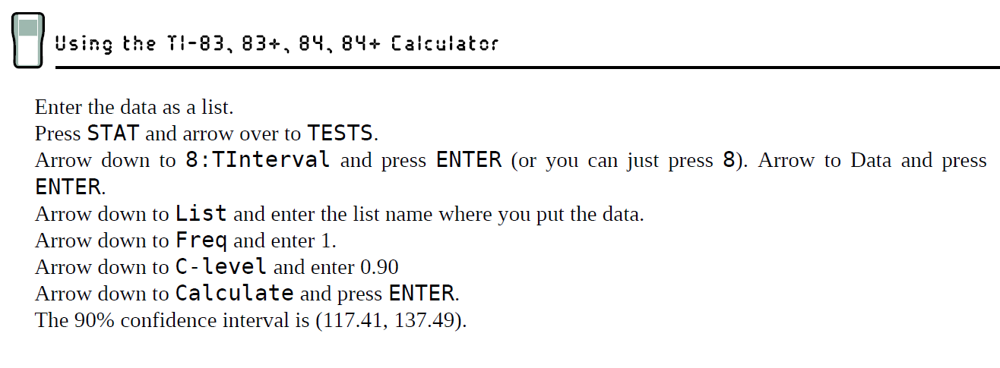 Using the TI-83, 83+, 84, 84+ Calculator
Enter the data as a list.
Press STAT and arrow over to TESTS.
Arrow down to 8:TInterval and press ENTER (or you can just press 8). Arrow to Data and press
ENTER.
Arrow down to List and enter the list name where you put the data.
Arrow down to Freq and enter 1.
Arrow down to C-level and enter 0.90
Arrow down to Calculate and press ENTER.
The 90% confidence interval is (117.41, 137.49).